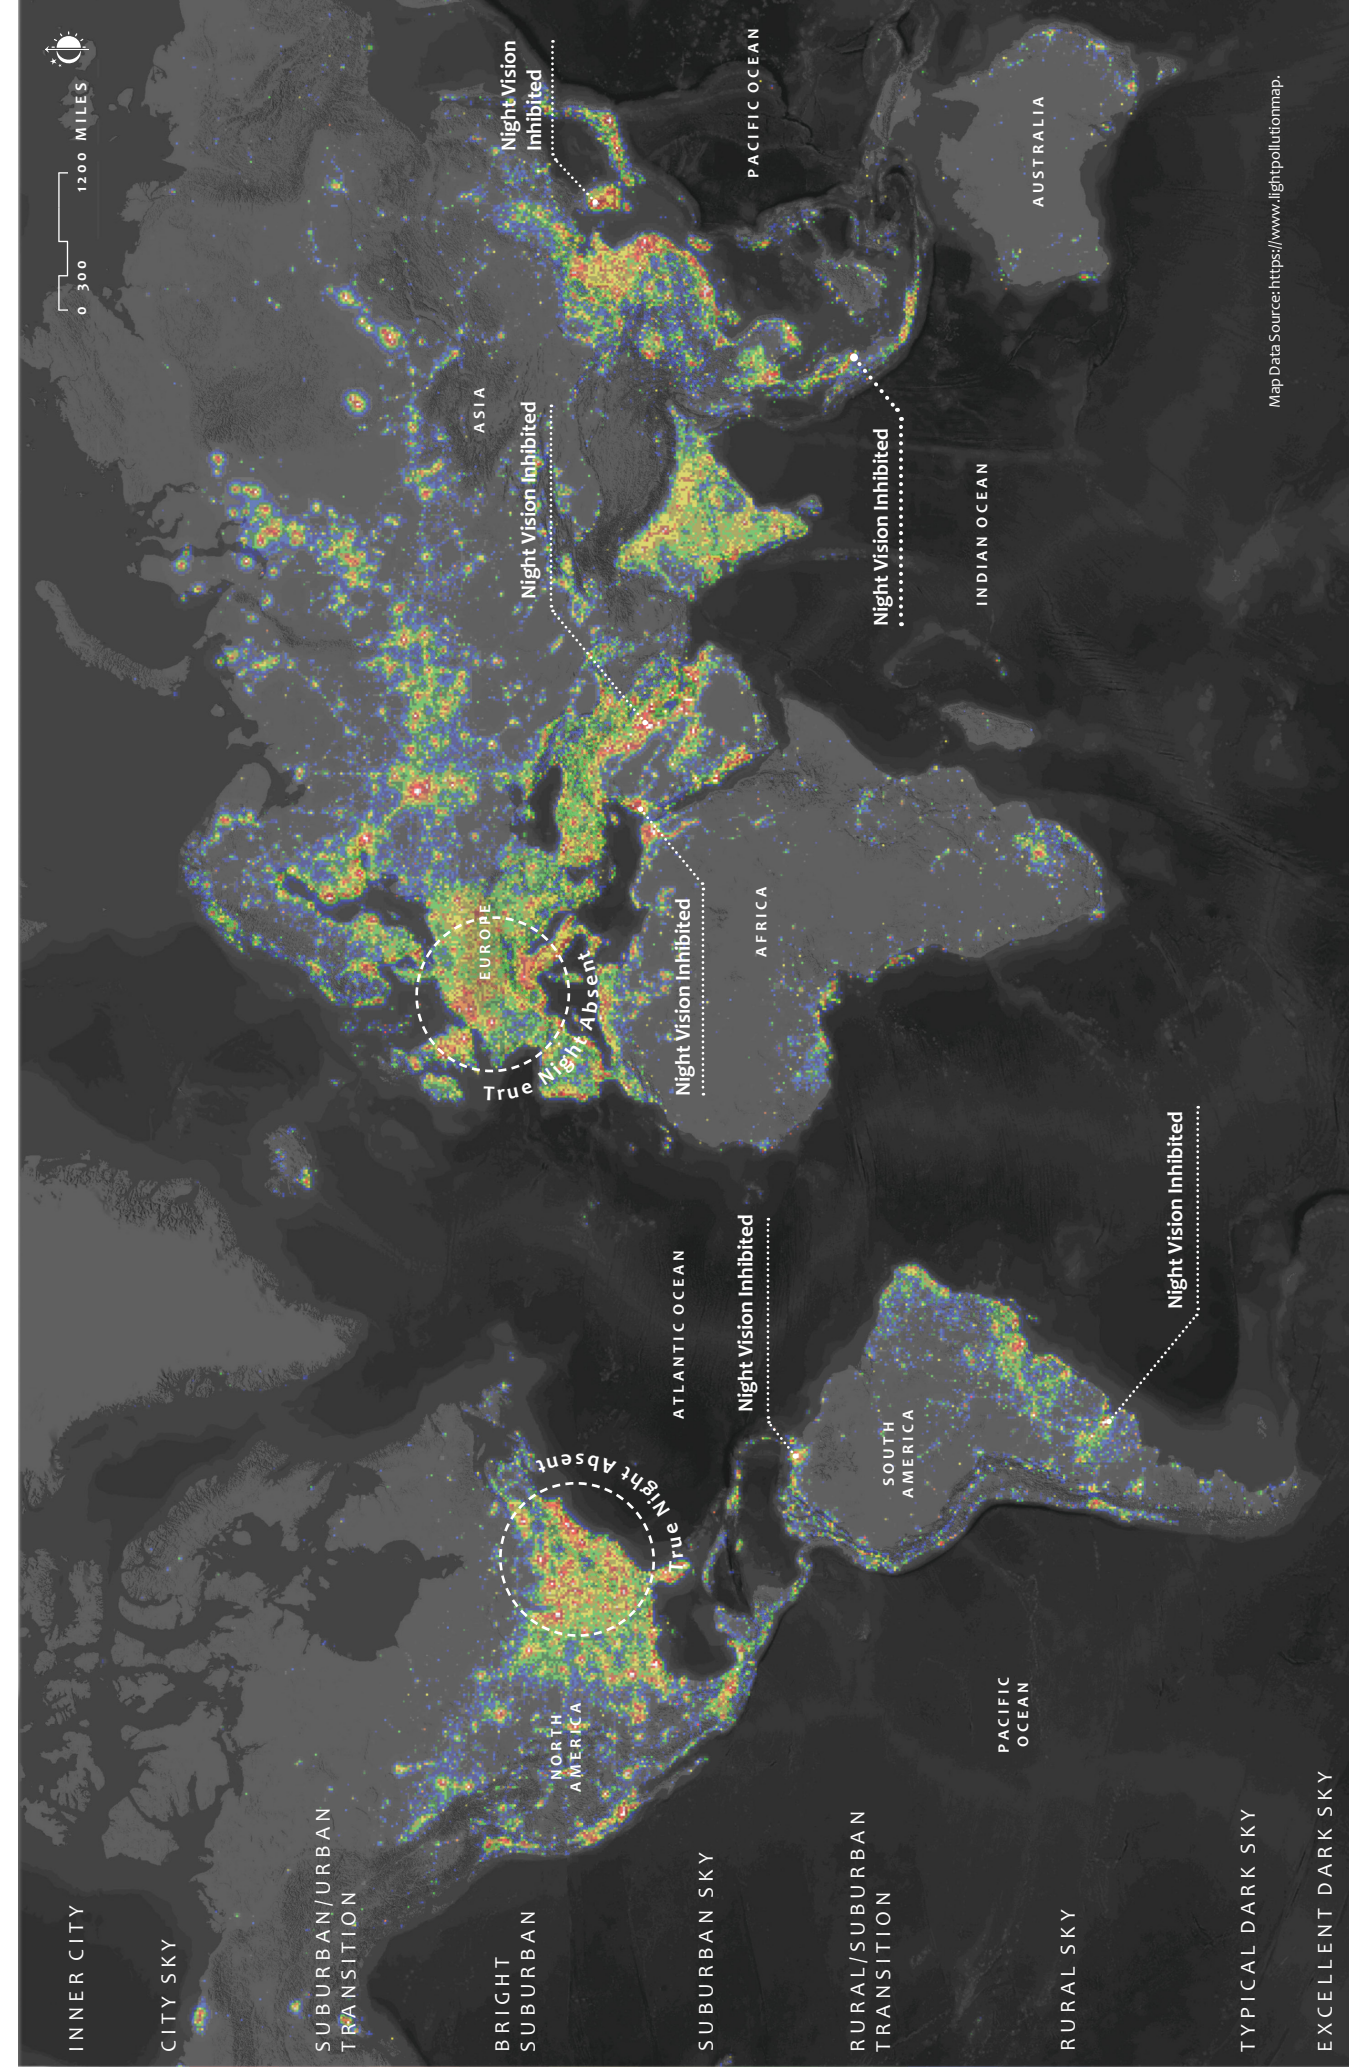 INNER CITY
CITY SKY
SUBURBAN/URBAN
TRANSITION
BRIGHT
SUBURBAN
SUBURBAN SKY
RURAL/SUBURBAN
TRANSITION
RURAL SKY
TYPICAL DARK SKY
EXCELLENT DARK SKY
NORTH
AMERICA
PACIFIC
OCEAN
True Night Absent
ATLANTIC OCEAN
Night Vision Inhibited
SOUTH
AMERICA
Night Vision Inhibited
EUROPE
True Night Absent
Night Vision Inhibited
AFRICA
Night Vision Inhibited
ASIA
Night Vision Inhibited
INDIAN OCEAN
0 300 1200 MILES
Night Vision
Inhibited
PACIFIC OCEAN
AUSTRALIA
Map Data Source: https://www.lightpollutionmap.